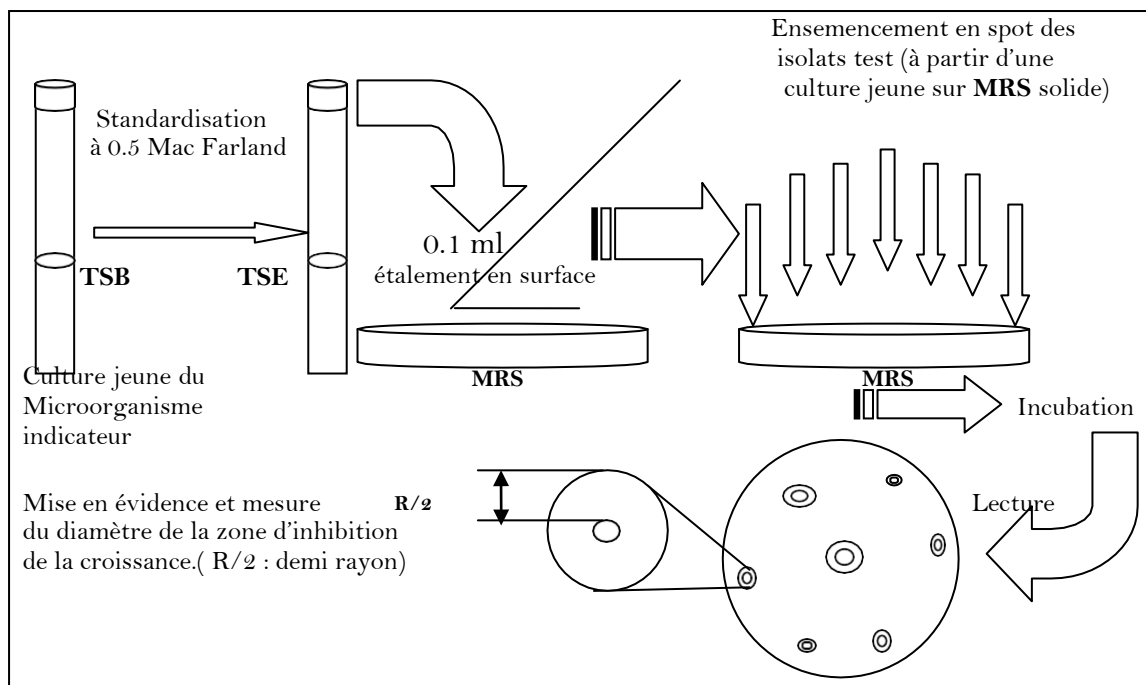 Ensemencement en spot des
isolats test (à partir d'une
culture jeune sur MRS solide)
Standardisation
à 0.5 Mac Farland
TSB
TSE
0.1 ml
étalement en surface
MRS
MRS
Culture jeune du
Microorganisme
indicateur
Incubation
Lecture
Mise en évidence et mesure
du diamètre de la zone d'inhibition
de la croissance.( R/2 : demi rayon)
R/2